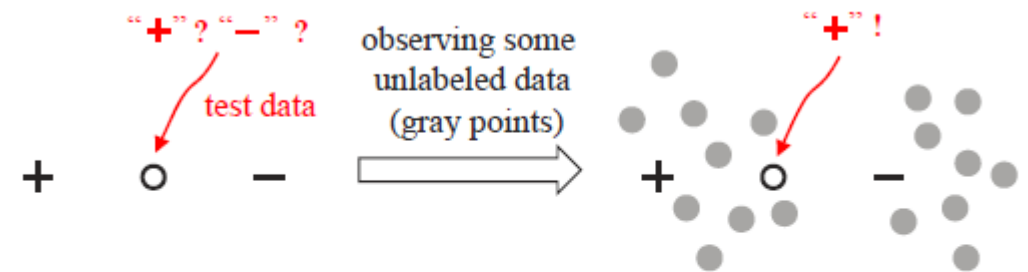 “+” ? “−” ?
test data
+
−
observing some
unlabeled data
(gray points)
“+” !
+
−